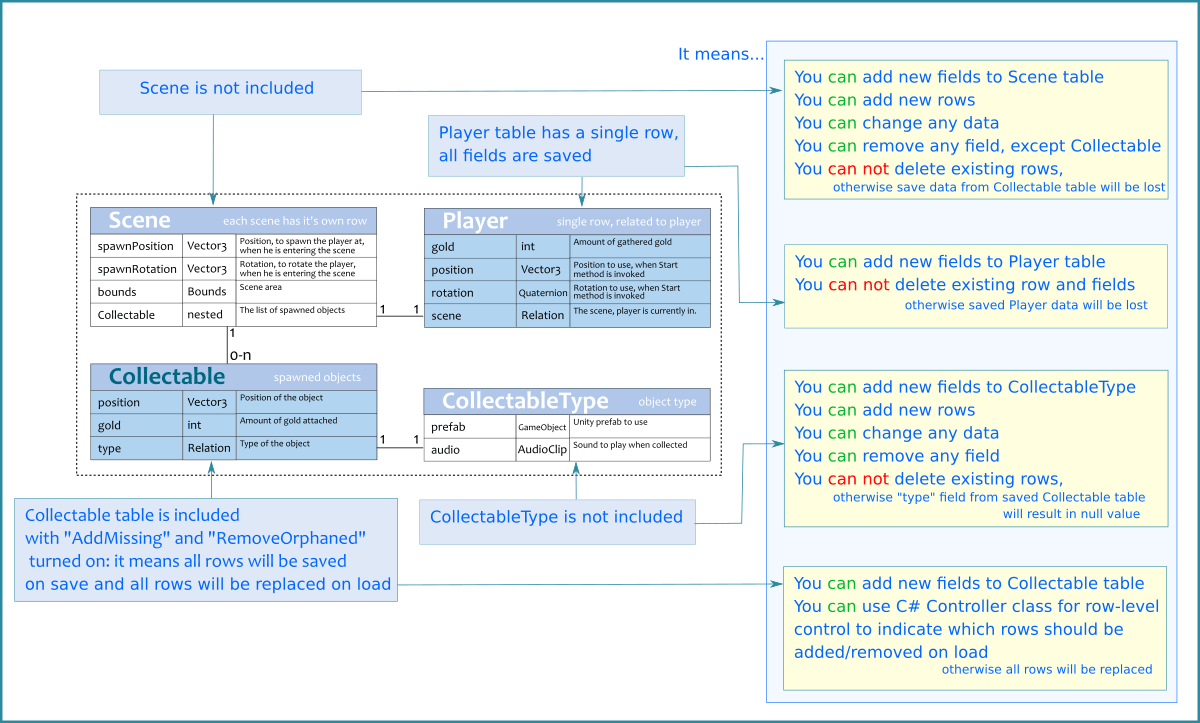 It means...
Scene is not included
You can add new fields to Scene table
You can add new rows
You can change any data
You can remove any field, except Collectable
You can not delete existing rows,
otherwise save data from Collectable table will be lost
Player table has a single row,
all fields are saved
Scene each scene has it's own row
spawnPosition Vector3 Position, to spawn the player at,
when he is entering the scene
spawnRotation Vector3 Rotation, to rotate the player,
when he is entering the scene
bounds Bounds Scene area
Collectable nested The list of spawned objects
1 1
Player single row, related to player
gold int Amount of gathered gold
position Vector3 Position to use, when Start
method is invoked
rotation Quaternion Rotation to use, when Start
method is invoked
scene Relation The scene, player is currently in.
You can add new fields to Player table
You can not delete existing row and fields
otherwise saved Player data will be lost
1
0-n
Collectable spawned objects
position Vector3 Position of the object
gold int Amount of gold attached
type Relation Type of the object
1 1
CollectableType object type
prefab GameObject Unity prefab to use
audio AudioClip Sound to play when collected
You can add new fields to CollectableType
You can add new rows
You can change any data
You can remove any field
You can not delete existing rows,
otherwise "type" field from saved Collectable table
will result in null value
Collectable table is included
with "AddMissing" and "RemoveOrphaned"
turned on: it means all rows will be saved
on save and all rows will be replaced on load
CollectableType is not included
You can add new fields to Collectable table
You can use C# Controller class for row-level
control to indicate which rows should be
added/removed on load
otherwise all rows will be replaced